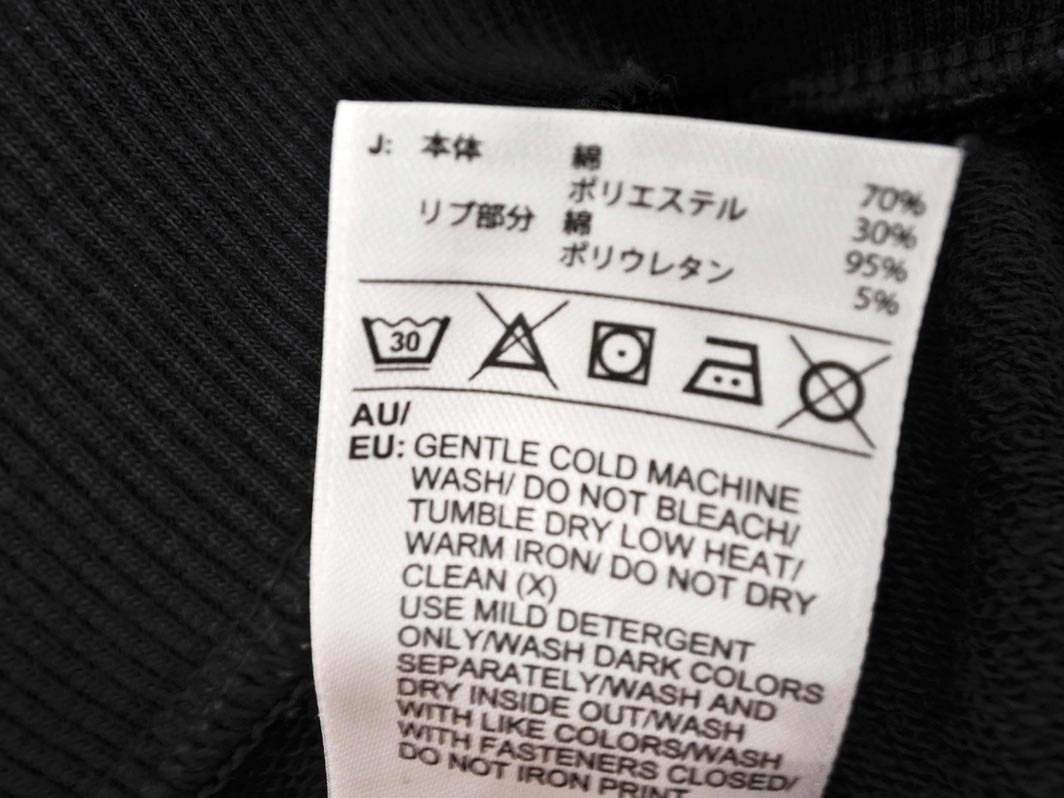 J: 本体 綿 70%
ポリエステル 30%
リブ部分 綿 95%
ポリウレタン 5%
30
AU/
EU: GENTLE COLD MACHINE
WASH/ DO NOT BLEACH/
TUMBLE DRY LOW HEAT/
WARM IRON/ DO NOT DRY
CLEAN (X)
USE MILD DETERGENT
ONLY/WASH DARK COLORS
SEPARATELY/WASH AND
DRY INSIDE OUT/WASH
WITH LIKE COLORS/WASH
WITH FASTENERS CLOSED/
DO NOT IRON PRINT